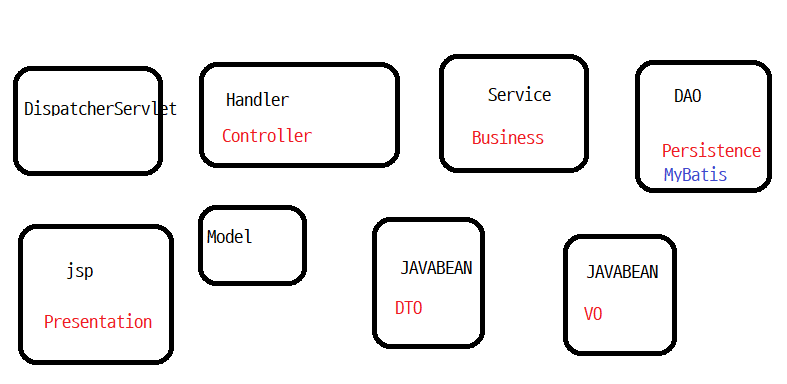 DispatcherServlet
Handler
Controller
Service
Business
DAO
Persistence
MyBatis
jsp
Presentation
Model
JAVABEAN
DTO
JAVABEAN
VO